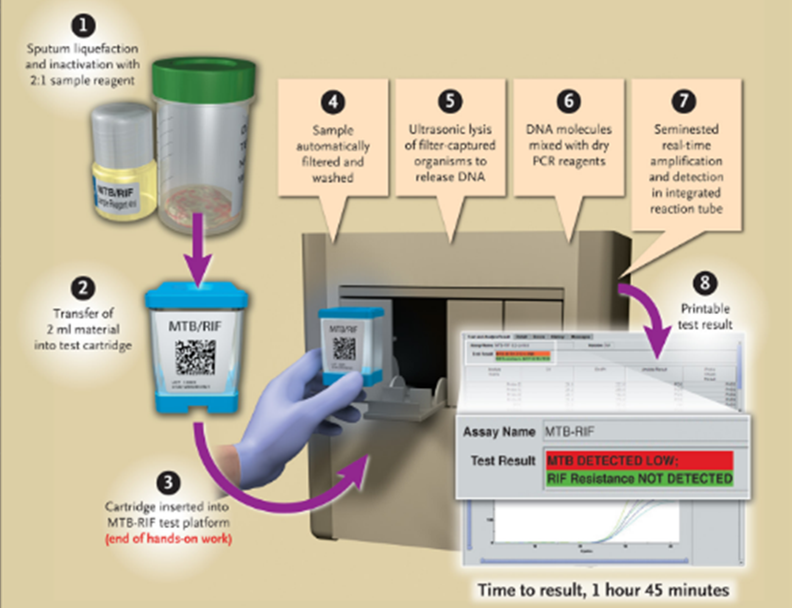 1
Sputum liquefaction
and inactivation with
2:1 sample reagent
MTB/RIF
Sample Reagent
2
Transfer of
2 ml material
into test cartridge
MTB/RIF
3
Cartridge inserted into
MTB-RIF test platform
(end of hands-on work)
4
Sample
automatically
filtered and
washed
5
Ultrasonic lysis
of filter-captured
organisms to
release DNA
6
DNA molecules
mixed with dry
PCR reagents
7
Seminested
real-time
amplification
and detection
in integrated
reaction tube
MTB/RIF
8
Printable
test result
Assay Name MTB-RIF
Test Result MTB DETECTED LOW;
RIF Resistance NOT DETECTED
Time to result, 1 hour 45 minutes